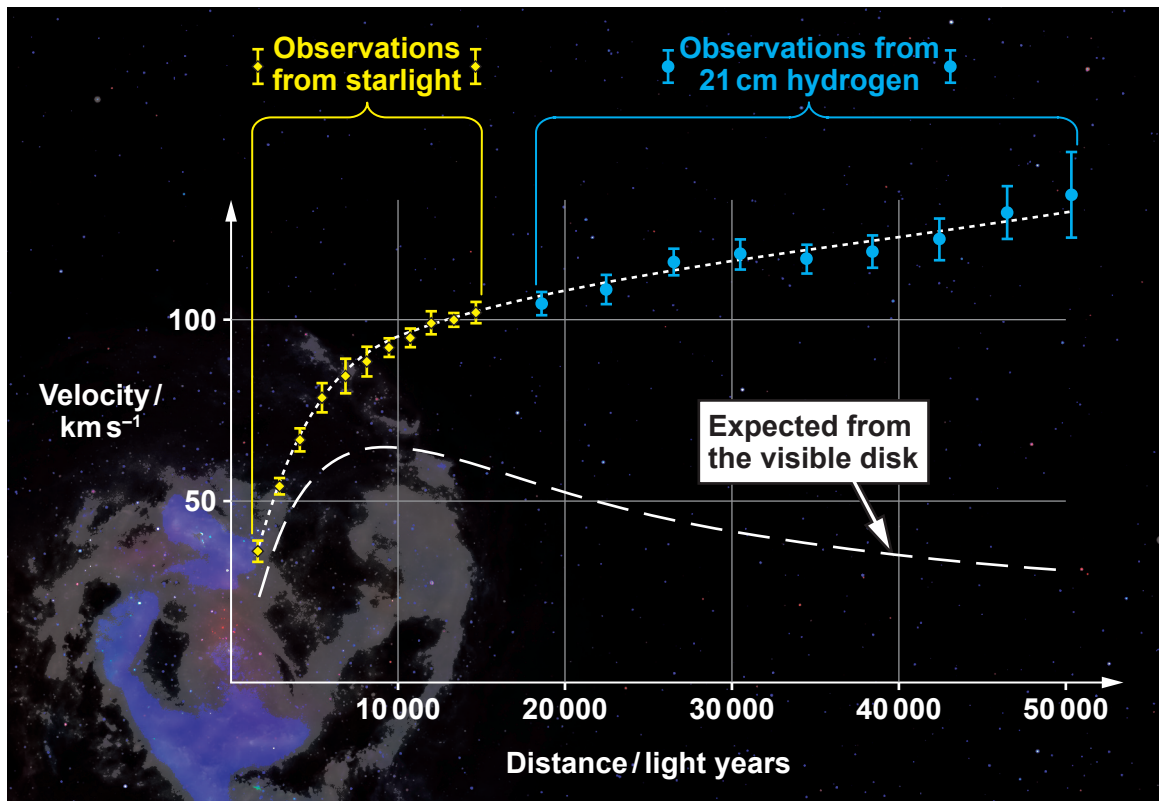 Observations
from starlight
Observations from
21 cm hydrogen
100
Velocity /
km s⁻¹
Expected from
the visible disk
50
10 000
20 000
30 000
40 000
50 000
Distance / light years